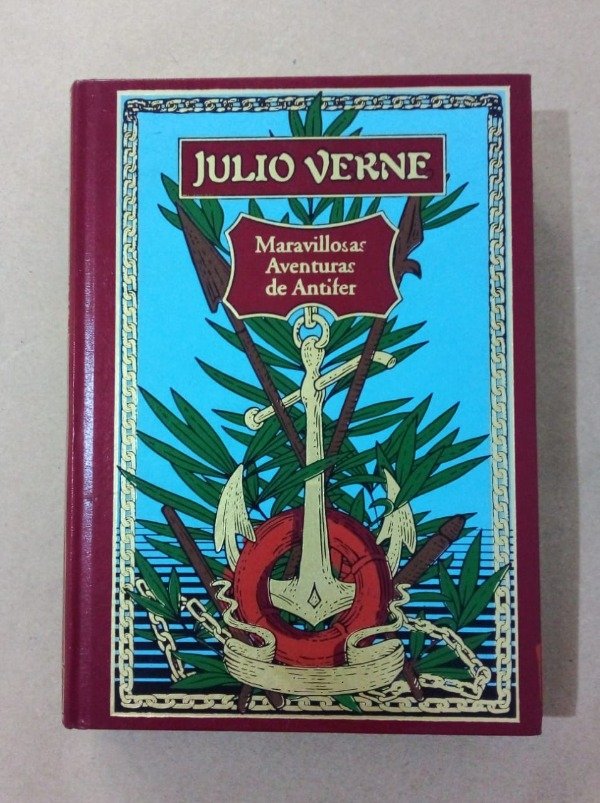 JULIO VERNE
Maravillosas
Aventuras
de Antifer